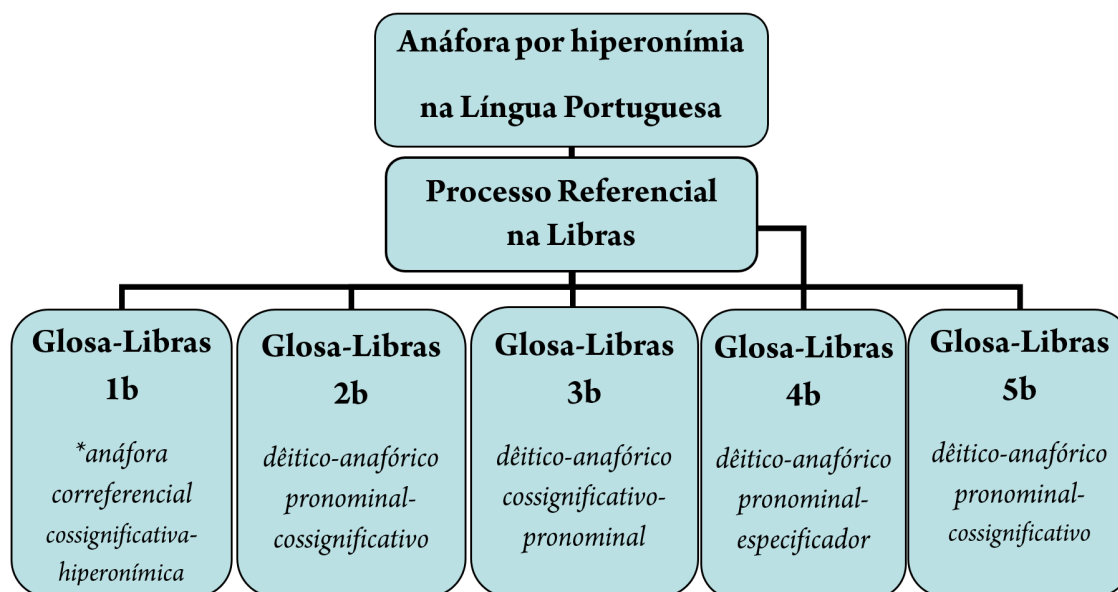 Anáfora por hiperonímia
na Língua Portuguesa
Processo Referencial
na Libras
Glosa-Libras
1b
*anáfora
correferencial
cossignificativa-
hiperonímica
Glosa-Libras
2b
dêitico-anafórico
pronominal-
cossignificativo
Glosa-Libras
3b
dêitico-anafórico
cossignificativo-
pronominal
Glosa-Libras
4b
dêitico-anafórico
pronominal-
especificador
Glosa-Libras
5b
dêitico-anafórico
pronominal-
cossignificativo